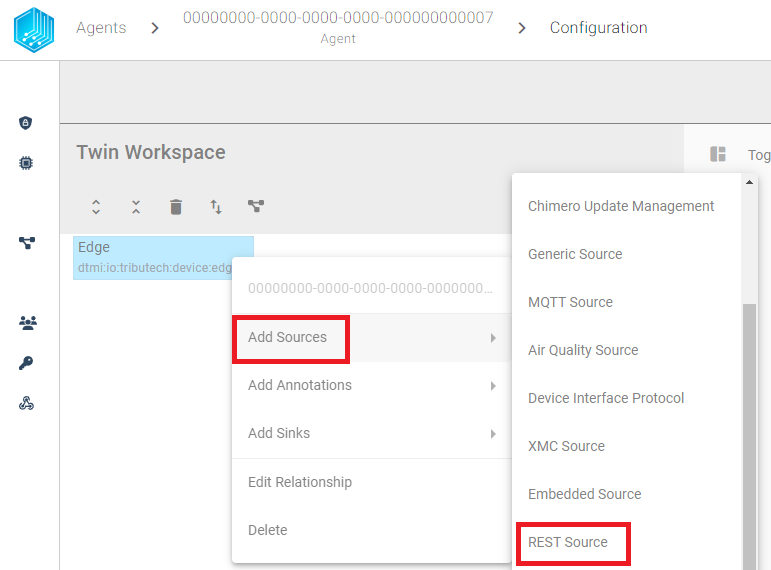 Agents
00000000-0000-0000-0000-000000000007
Agent
Configuration
Twin Workspace
Tog
Edge
dtmi:io:tributech:device:edg
00000000-0000-0000-0000-0000000...
Add Sources
Add Annotations
Add Sinks
Edit Relationship
Delete
Chimero Update Management
Generic Source
MQTT Source
Air Quality Source
Device Interface Protocol
XMC Source
Embedded Source
REST Source